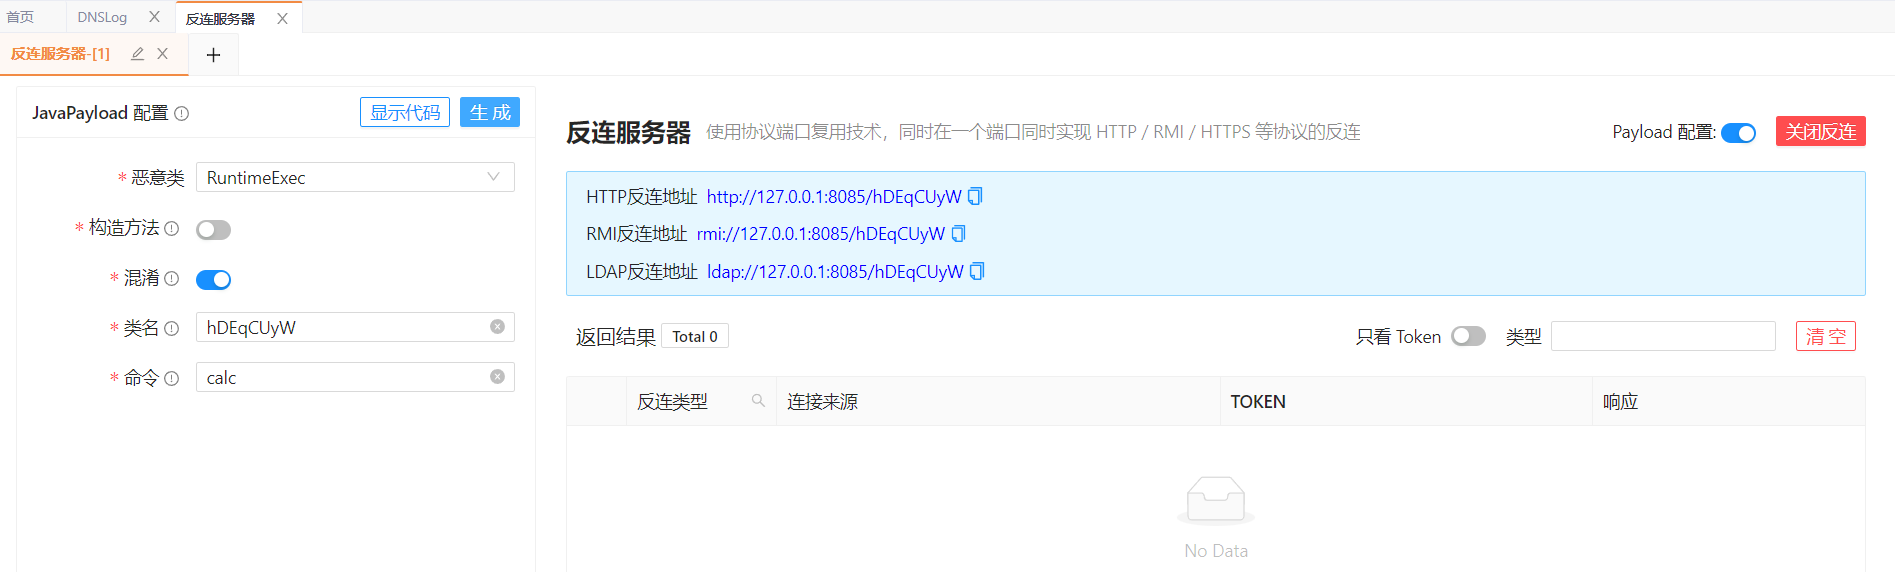 首页 DNSLog 反连服务器
反连服务器-[1]
JavaPayload 配置 显示代码 生 成
* 恶意类 RuntimeExec
* 构造方法
* 混淆
* 类名 hDEqCUyW
* 命令 calc
反连服务器 使用协议端口复用技术，同时在一个端口同时实现 HTTP / RMI / HTTPS 等协议的反连 Payload 配置: 关闭反连
HTTP反连地址 http://127.0.0.1:8085/hDEqCUyW
RMI反连地址 rmi://127.0.0.1:8085/hDEqCUyW
LDAP反连地址 ldap://127.0.0.1:8085/hDEqCUyW
返回结果 Total 0 只看 Token 类型 清 空
反连类型 连接来源 TOKEN 响应
No Data